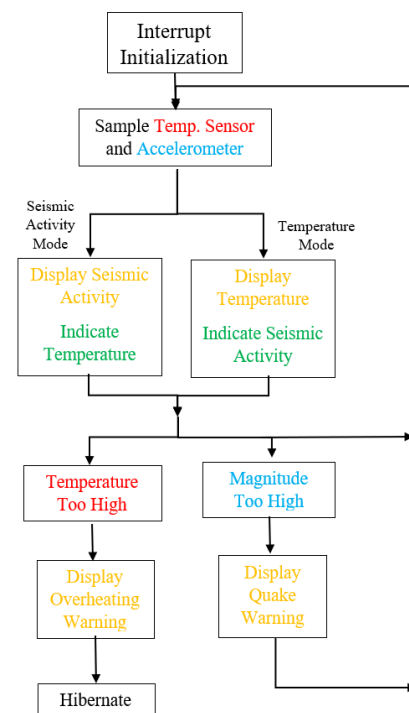 Interrupt
Initialization
Sample Temp. Sensor
and Accelerometer
Seismic
Activity
Mode
Temperature
Mode
Display Seismic
Activity
Indicate
Temperature
Display
Temperature
Indicate Seismic
Activity
Temperature
Too High
Magnitude
Too High
Display
Overheating
Warning
Display
Quake
Warning
Hibernate